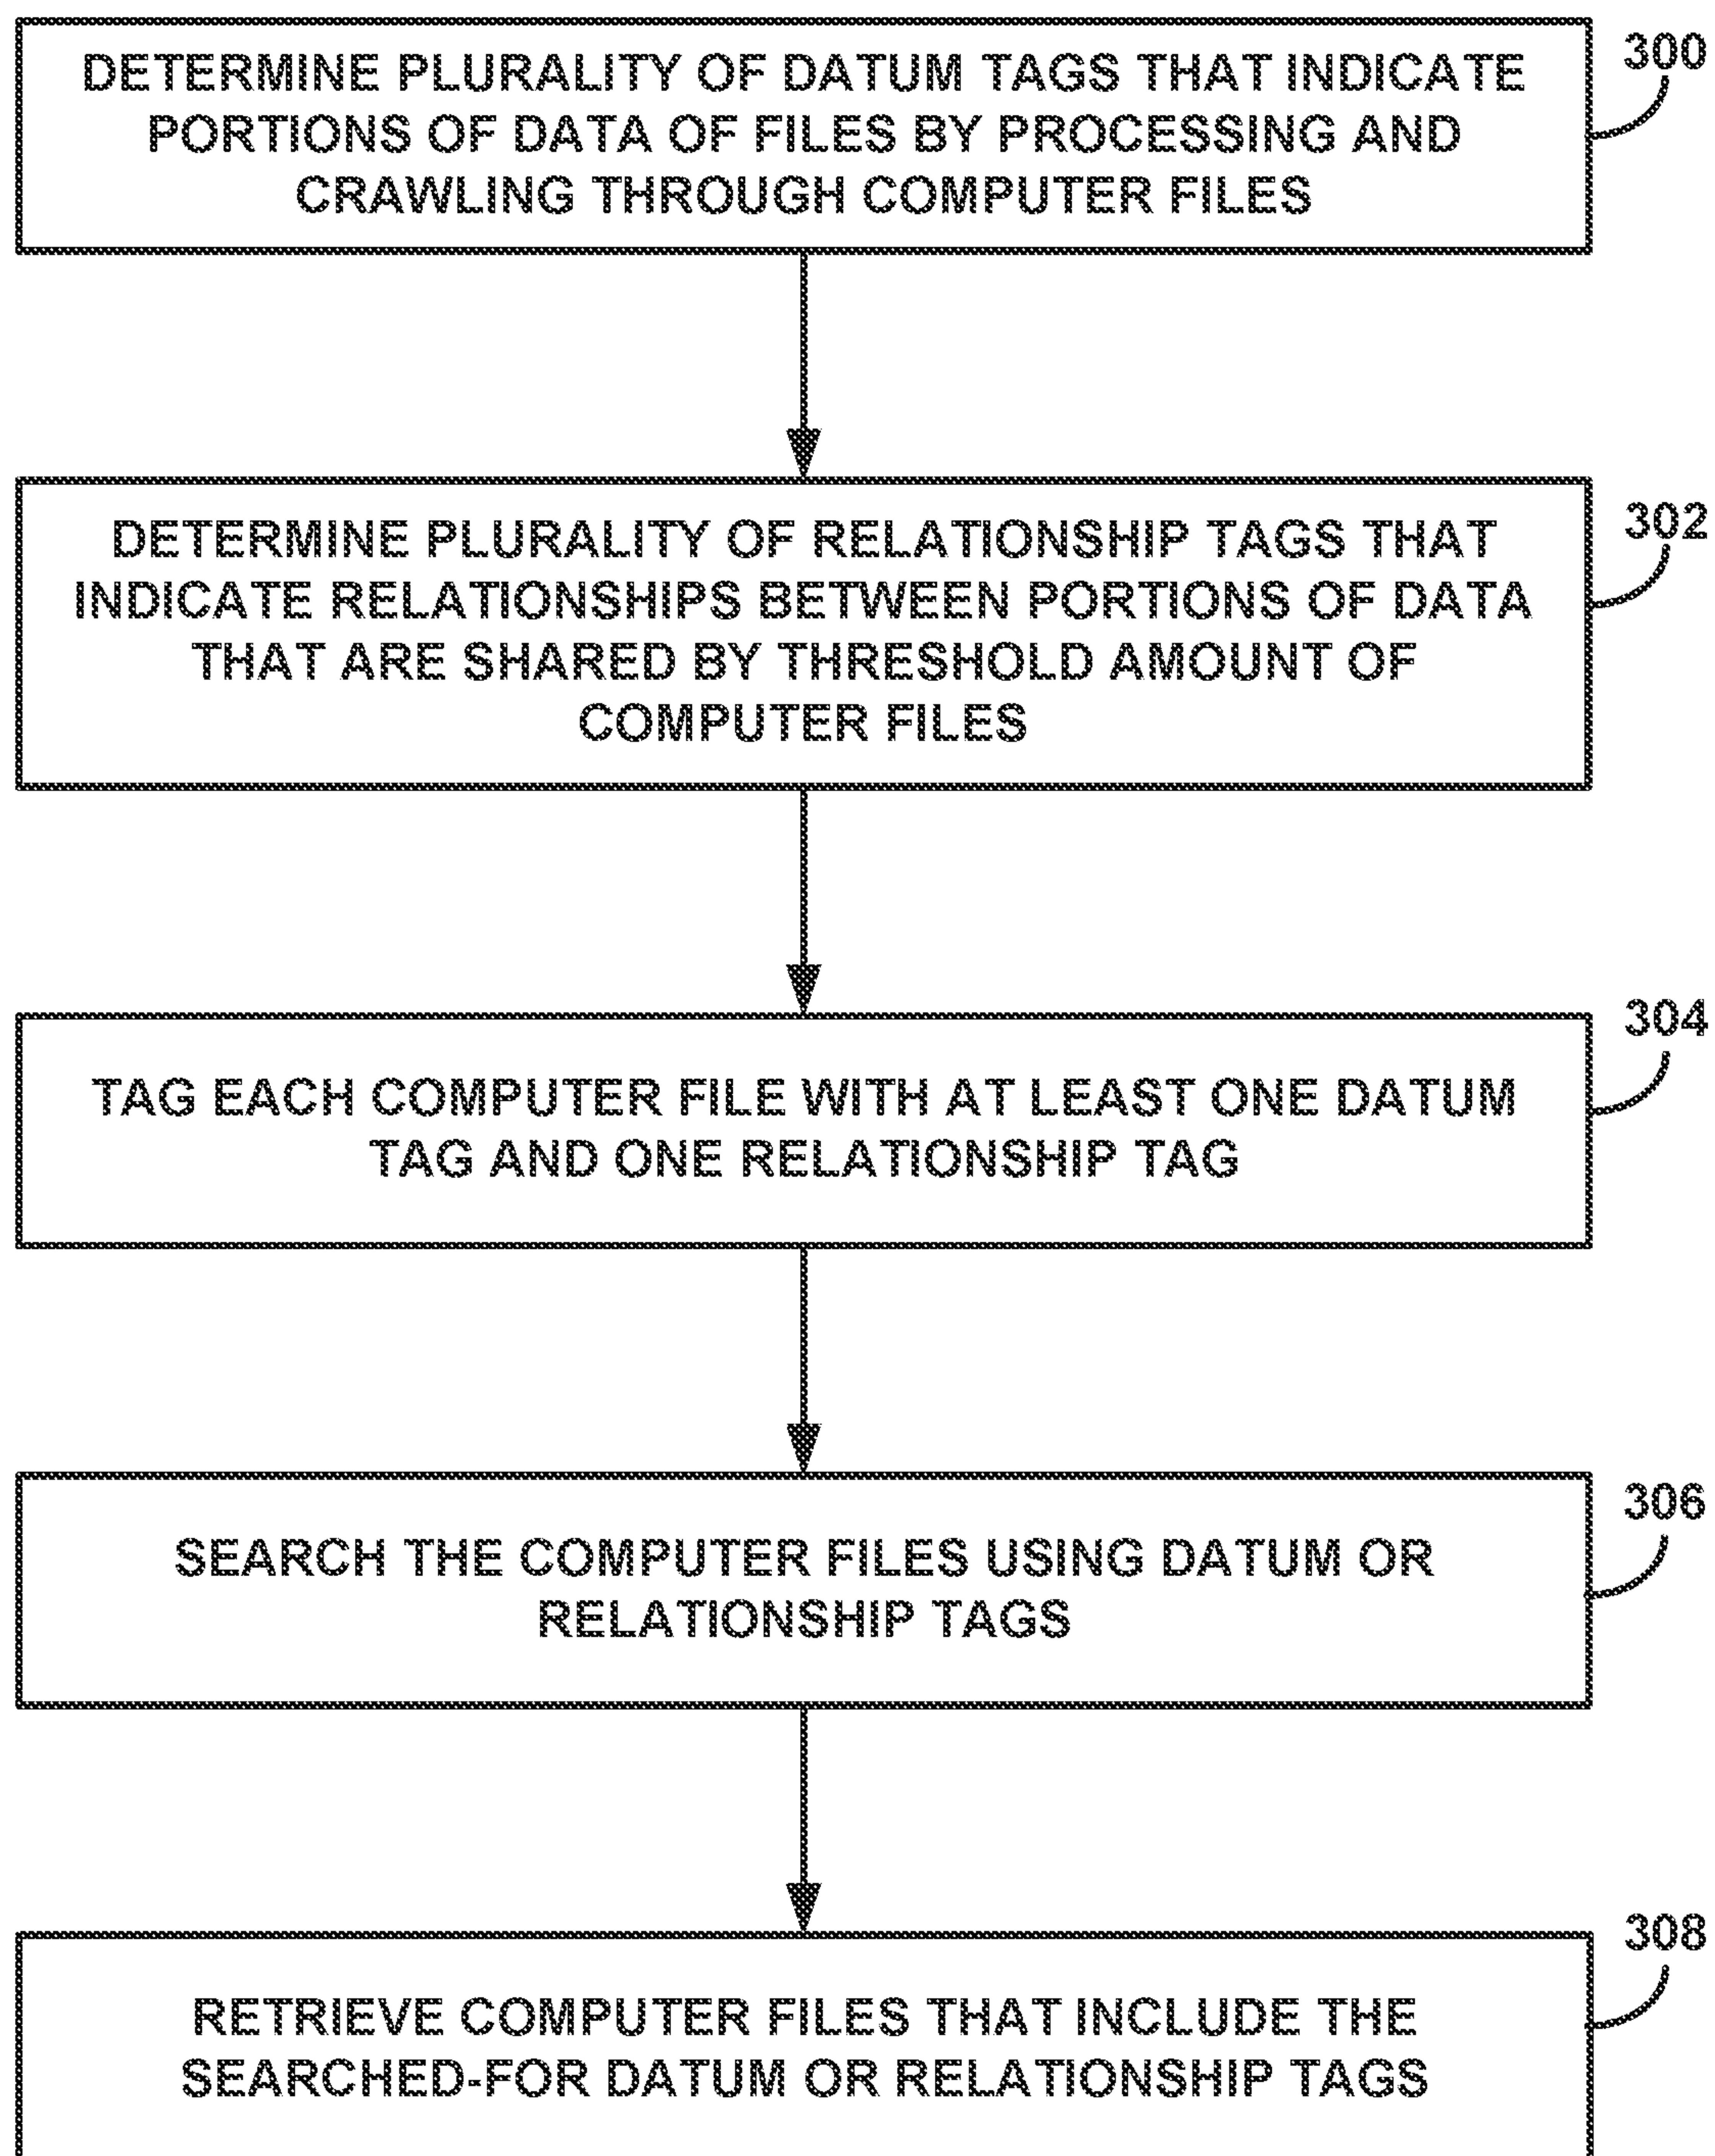 DETERMINE PLURALITY OF DATUM TAGS THAT INDICATE
PORTIONS OF DATA OF FILES BY PROCESSING AND
CRAWLING THROUGH COMPUTER FILES
300
DETERMINE PLURALITY OF RELATIONSHIP TAGS THAT
INDICATE RELATIONSHIPS BETWEEN PORTIONS OF DATA
THAT ARE SHARED BY THRESHOLD AMOUNT OF
COMPUTER FILES
302
TAG EACH COMPUTER FILE WITH AT LEAST ONE DATUM
TAG AND ONE RELATIONSHIP TAG
304
SEARCH THE COMPUTER FILES USING DATUM OR
RELATIONSHIP TAGS
306
RETRIEVE COMPUTER FILES THAT INCLUDE THE
SEARCHED-FOR DATUM OR RELATIONSHIP TAGS
308